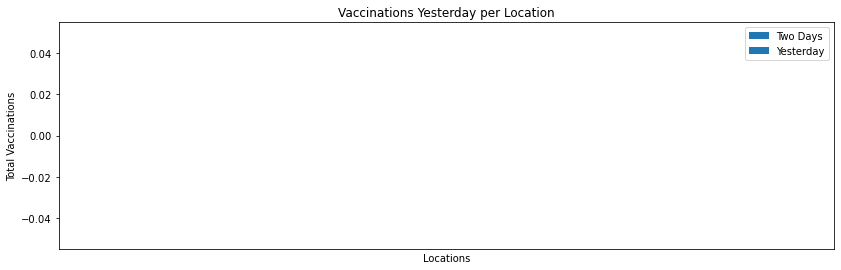 Vaccinations Yesterday per Location
Two Days
Yesterday
0.04
0.02
0.00
−0.02
−0.04
Total Vaccinations
Locations